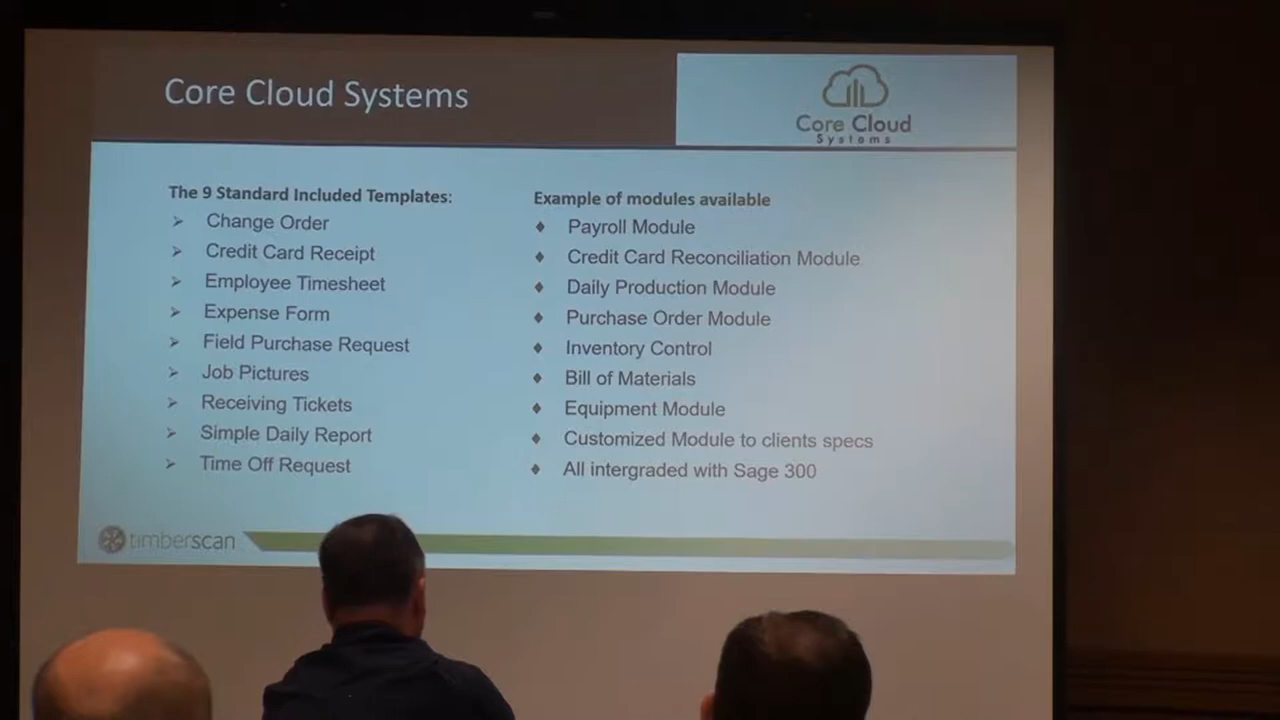 Core Cloud Systems
Core Cloud
Systems
The 9 Standard Included Templates:
Change Order
Credit Card Receipt
Employee Timesheet
Expense Form
Field Purchase Request
Job Pictures
Receiving Tickets
Simple Daily Report
Time Off Request
Example of modules available
Payroll Module
Credit Card Reconciliation Module
Daily Production Module
Purchase Order Module
Inventory Control
Bill of Materials
Equipment Module
Customized Module to clients specs
All intergraded with Sage 300
timberscan